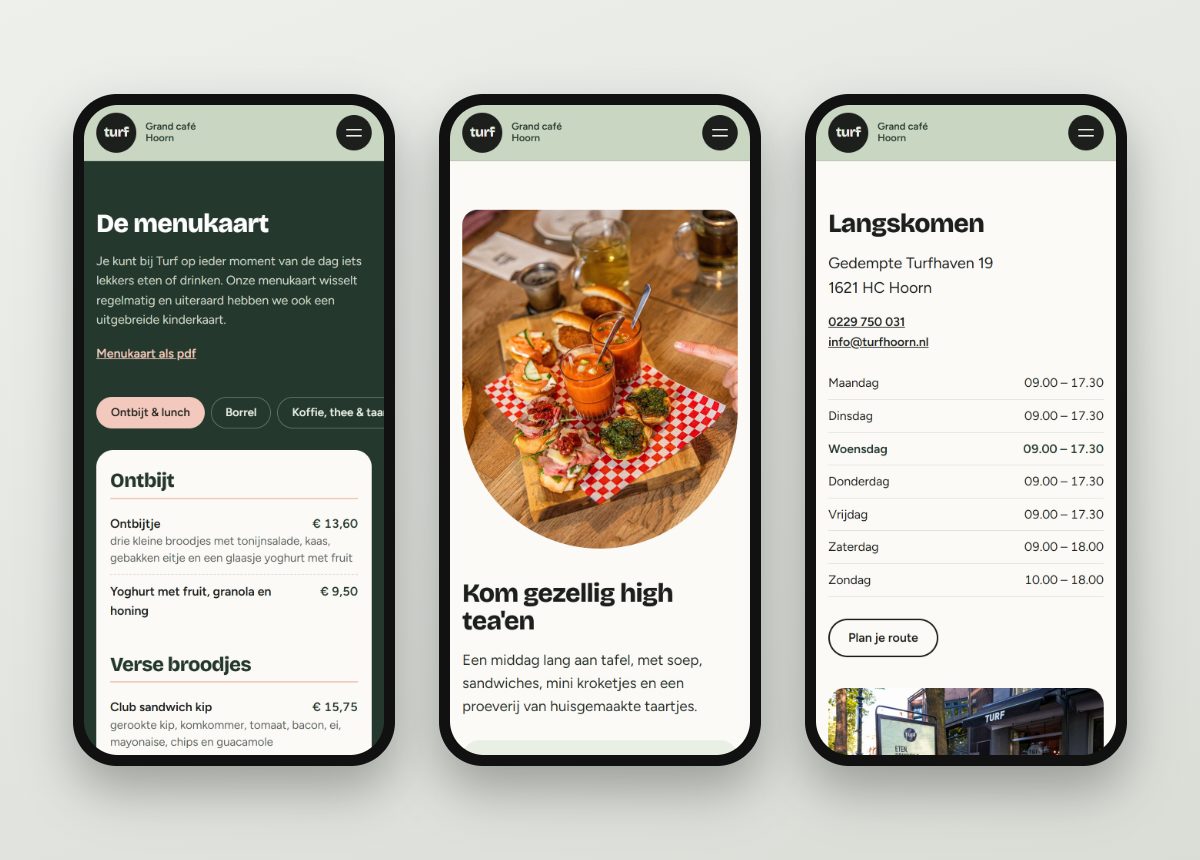 turf
Grand café
Hoorn
De menukaart
Je kunt bij Turf op ieder moment van de dag iets
lekkers eten of drinken. Onze menukaart wisselt
regelmatig en uiteraard hebben we ook een
uitgebreide kinderkaart.
Menukaart als pdf
Ontbijt & lunch
Borrel
Koffie, thee & taa
Ontbijt
Ontbijtje € 13,60
drie kleine broodjes met tonijnsalade, kaas,
gebakken eitje en een glaasje yoghurt met fruit
Yoghurt met fruit, granola en € 9,50
honing
Verse broodjes
Club sandwich kip € 15,75
gerookte kip, komkommer, tomaat, bacon, ei,
mayonaise, chips en guacamole
turf
Grand café
Hoorn
Kom gezellig high
tea'en
Een middag lang aan tafel, met soep,
sandwiches, mini kroketjes en een
proeverij van huisgemaakte taartjes.
turf
Grand café
Hoorn
Langskomen
Gedempte Turfhaven 19
1621 HC Hoorn
0229 750 031
info@turfhoorn.nl
Maandag 09.00 – 17.30
Dinsdag 09.00 – 17.30
Woensdag 09.00 – 17.30
Donderdag 09.00 – 17.30
Vrijdag 09.00 – 17.30
Zaterdag 09.00 – 18.00
Zondag 10.00 – 18.00
Plan je route
TURF
turf
ETEN